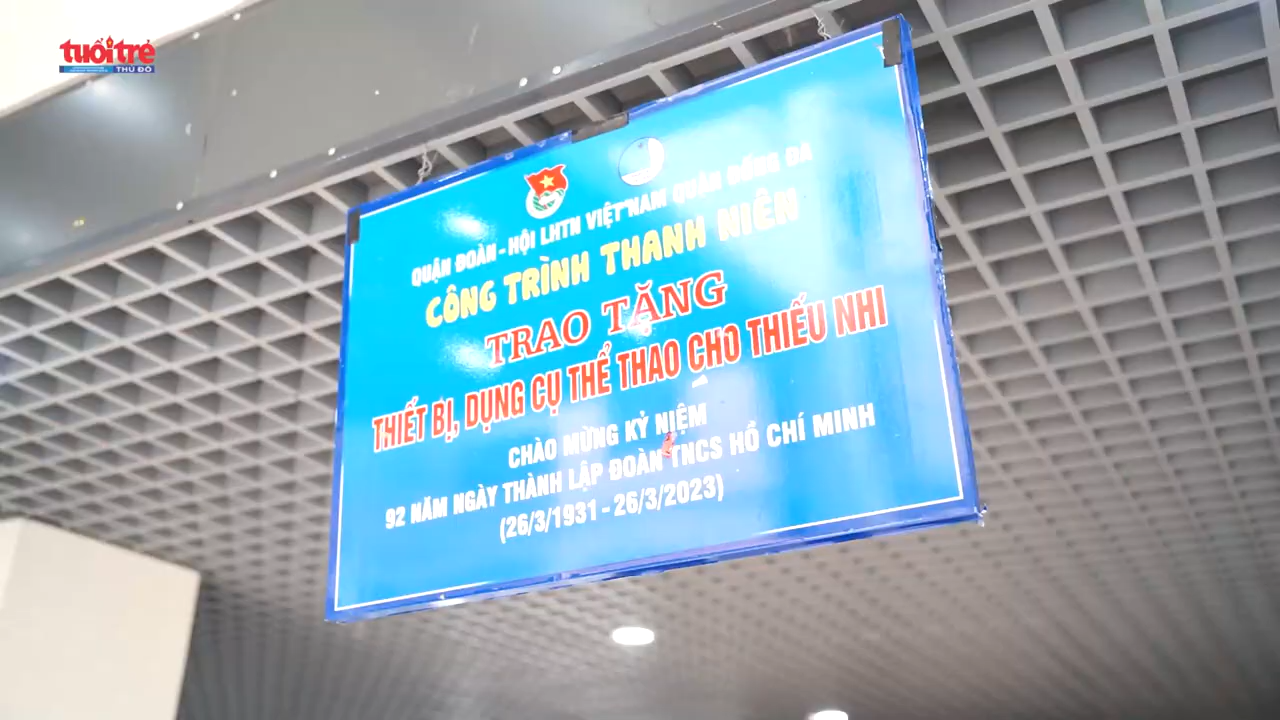 tuổi trẻ
THỦ ĐÔ
QUẬN ĐOÀN - HỘI LHTN VIỆT NAM QUẬN ĐỐNG ĐA
CÔNG TRÌNH THANH NIÊN
TRAO TẶNG
THIẾT BỊ, DỤNG CỤ THỂ THAO CHO THIẾU NHI
CHÀO MỪNG KỶ NIỆM
92 NĂM NGÀY THÀNH LẬP ĐOÀN TNCS HỒ CHÍ MINH
(26/3/1931 - 26/3/2023)